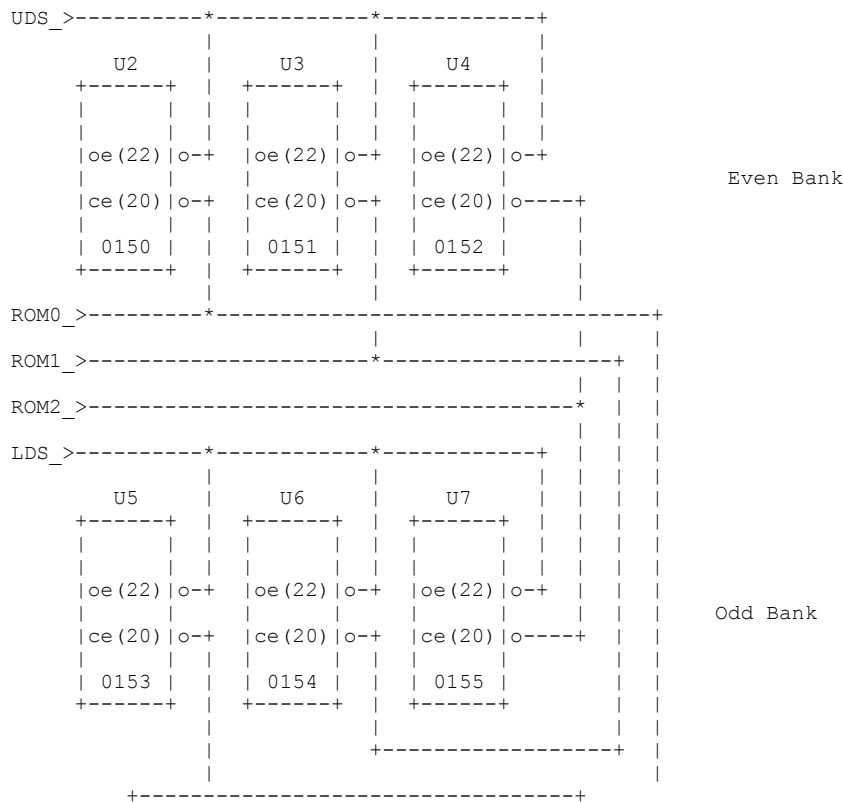 UDS_>
U2 U3 U4
oe(22) oe(22) oe(22)
Even Bank
ce(20) ce(20) ce(20)
0150 0151 0152
ROM0_>
ROM1_>
ROM2_>
LDS_>
U5 U6 U7
oe(22) oe(22) oe(22)
Odd Bank
ce(20) ce(20) ce(20)
0153 0154 0155